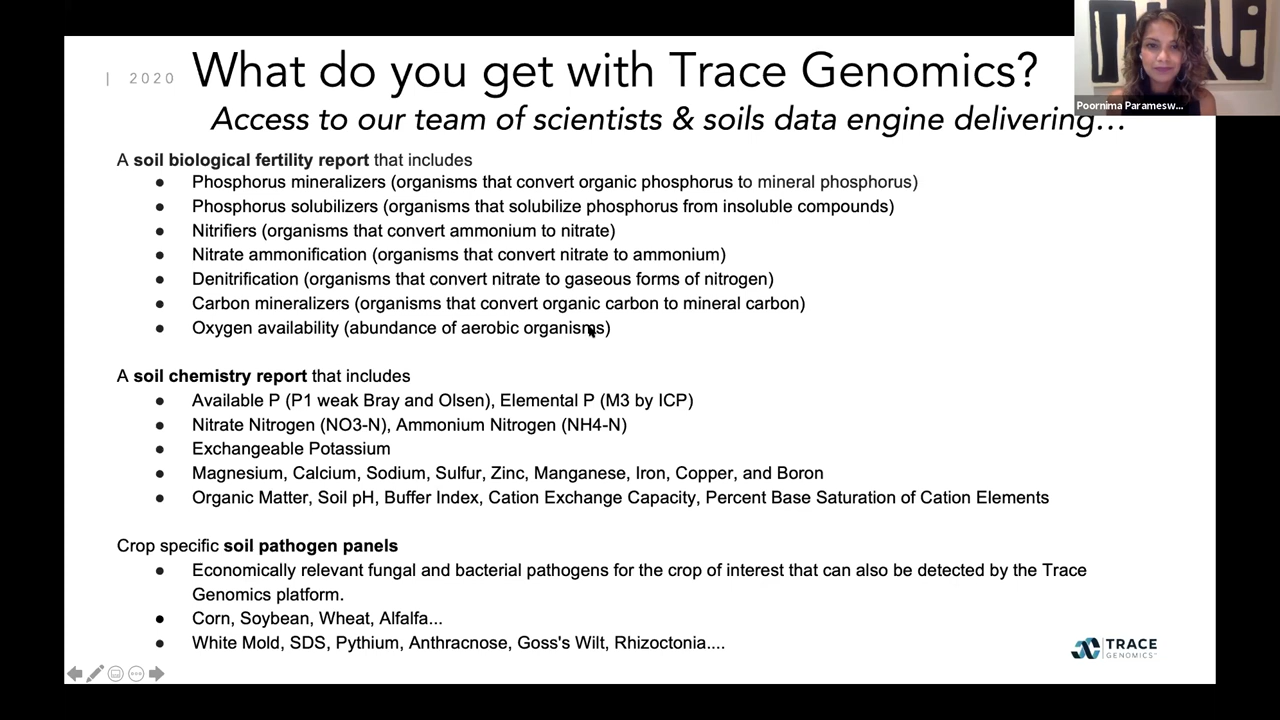 | 2020
What do you get with Trace Genomics?
Poornima Paramesw...
Access to our team of scientists & soils data engine delivering...
A soil biological fertility report that includes
● Phosphorus mineralizers (organisms that convert organic phosphorus to mineral phosphorus)
● Phosphorus solubilizers (organisms that solubilize phosphorus from insoluble compounds)
● Nitrifiers (organisms that convert ammonium to nitrate)
● Nitrate ammonification (organisms that convert nitrate to ammonium)
● Denitrification (organisms that convert nitrate to gaseous forms of nitrogen)
● Carbon mineralizers (organisms that convert organic carbon to mineral carbon)
● Oxygen availability (abundance of aerobic organisms)
A soil chemistry report that includes
● Available P (P1 weak Bray and Olsen), Elemental P (M3 by ICP)
● Nitrate Nitrogen (NO3-N), Ammonium Nitrogen (NH4-N)
● Exchangeable Potassium
● Magnesium, Calcium, Sodium, Sulfur, Zinc, Manganese, Iron, Copper, and Boron
● Organic Matter, Soil pH, Buffer Index, Cation Exchange Capacity, Percent Base Saturation of Cation Elements
Crop specific soil pathogen panels
● Economically relevant fungal and bacterial pathogens for the crop of interest that can also be detected by the Trace
Genomics platform.
● Corn, Soybean, Wheat, Alfalfa...
● White Mold, SDS, Pythium, Anthracnose, Goss's Wilt, Rhizoctonia....
TRACE
GENOMICS